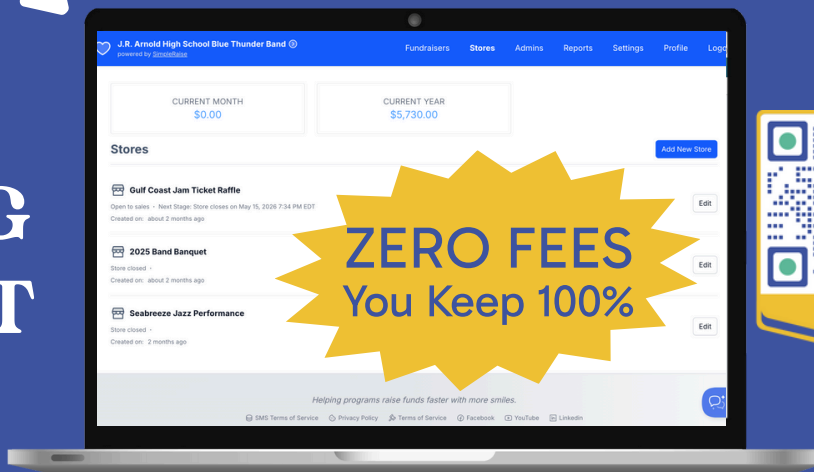 G
T
J.R. Arnold High School Blue Thunder Band
powered by SimpleRaise
Fundraisers Stores Admins Reports Settings Profile Logo
CURRENT MONTH
$0.00
CURRENT YEAR
$5,730.00
Stores
Add New Store
Gulf Coast Jam Ticket Raffle
Open to sales • Next Stage: Store closes on May 15, 2026 7:34 PM EDT
Created on: about 2 months ago
Edit
2025 Band Banquet
Store closed •
Created on: about 2 months ago
Edit
Seabreeze Jazz Performance
Store closed •
Created on: 2 months ago
Edit
ZERO FEES
You Keep 100%
Helping programs raise funds faster with more smiles.
SMS Terms of Service Privacy Policy Terms of Service Facebook YouTube Linkedin